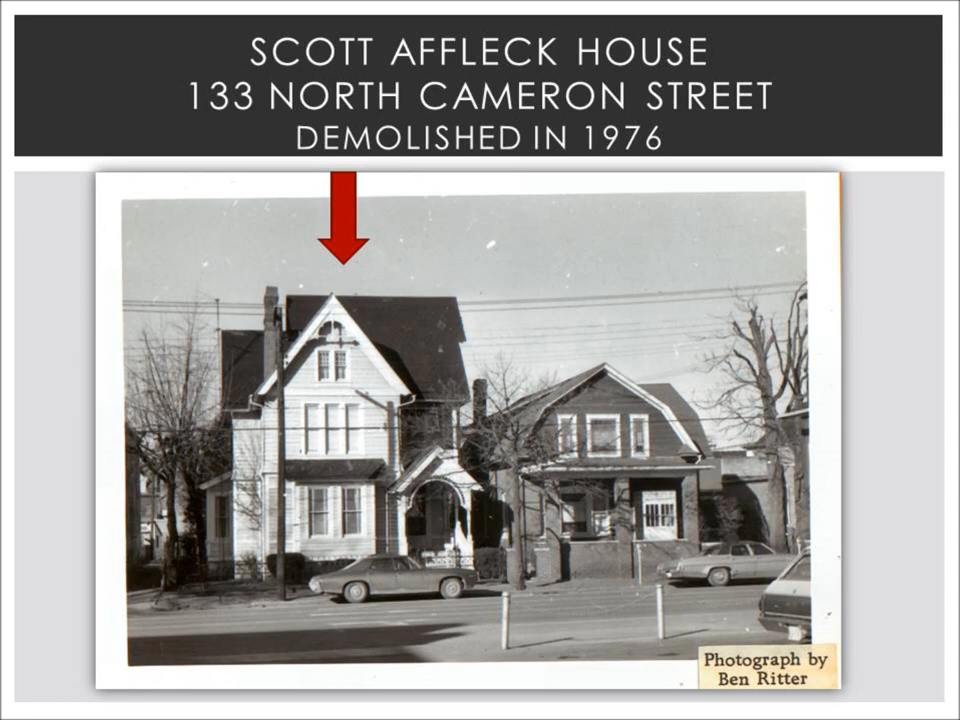 SCOTT AFFLECK HOUSE
133 NORTH CAMERON STREET
DEMOLISHED IN 1976
Photograph by
Ben Ritter